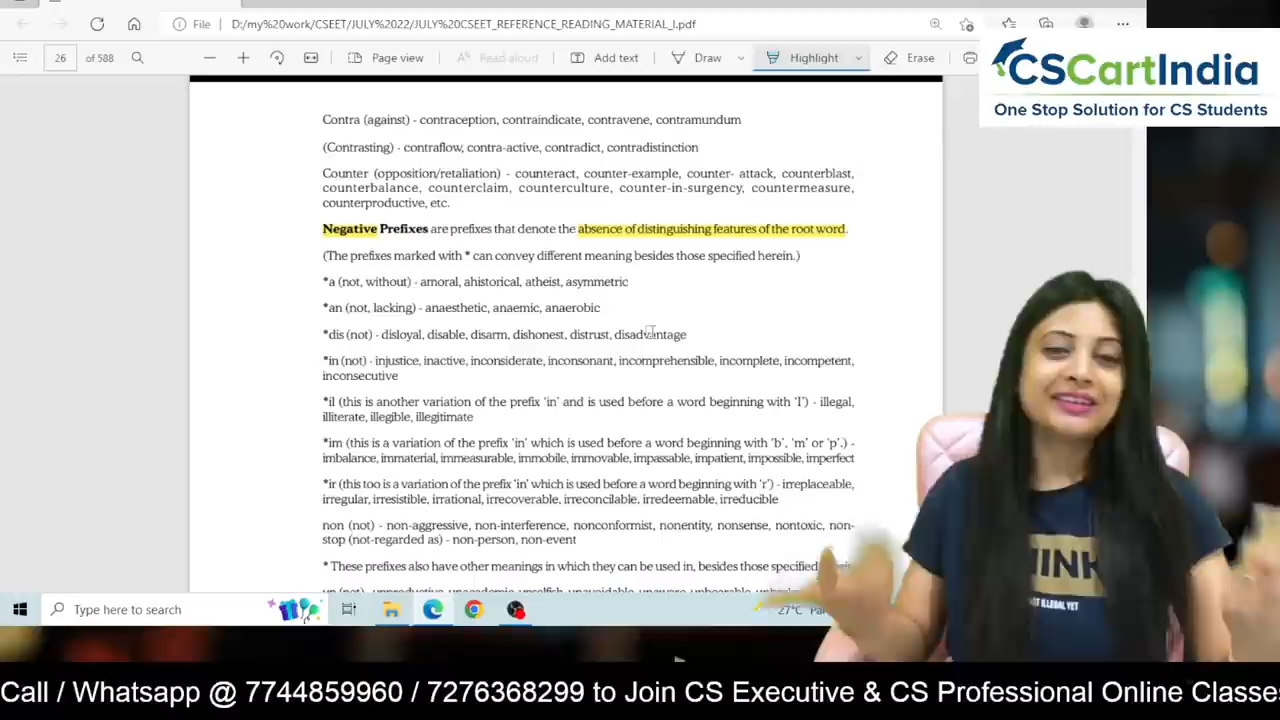 File
D:/my%20work/CSEET/JULY%2022/JULY%20CSEET_REFERENCE_READING_MATERIAL_I.pdf
26 of 588
Page view
Read aloud
Add text
Draw
Highlight
Erase
CSCartIndia
One Stop Solution for CS Students
Contra (against) - contraception, contraindicate, contravene, contramundum
(Contrasting) - contraflow, contra-active, contradict, contradistinction
Counter (opposition/retaliation) - counteract, counter-example, counter- attack, counterblast,
counterbalance, counterclaim, counterculture, counter-in-surgency, countermeasure,
counterproductive, etc.
Negative Prefixes are prefixes that denote the absence of distinguishing features of the root word.
(The prefixes marked with * can convey different meaning besides those specified herein.)
*a (not, without) - amoral, ahistorical, atheist, asymmetric
*an (not, lacking) - anaesthetic, anaemic, anaerobic
*dis (not) - disloyal, disable, disarm, dishonest, distrust, disadvantage
*in (not) - injustice, inactive, inconsiderate, inconsonant, incomprehensible, incomplete, incompetent,
inconsecutive
*il (this is another variation of the prefix 'in' and is used before a word beginning with 'l') - illegal,
illiterate, illegible, illegitimate
*im (this is a variation of the prefix 'in' which is used before a word beginning with 'b', 'm' or 'p'.) -
imbalance, immaterial, immeasurable, immobile, immovable, impassable, impatient, impossible, imperfect
*ir (this too is a variation of the prefix 'in' which is used before a word beginning with 'r') - irreplaceable,
irregular, irresistible, irrational, irrecoverable, irreconcilable. irredeemable, irreducible
non (not) - non-aggressive, non-interference, nonconformist, nonentity, nonsense, nontoxic, non-
stop (not-regarded as) - non-person, non-event
* These prefixes also have other meanings in which they can be used in, besides those specified
Type here to search
27°C
Call / Whatsapp @ 7744859960 / 7276368299 to Join CS Executive & CS Professional Online Classes